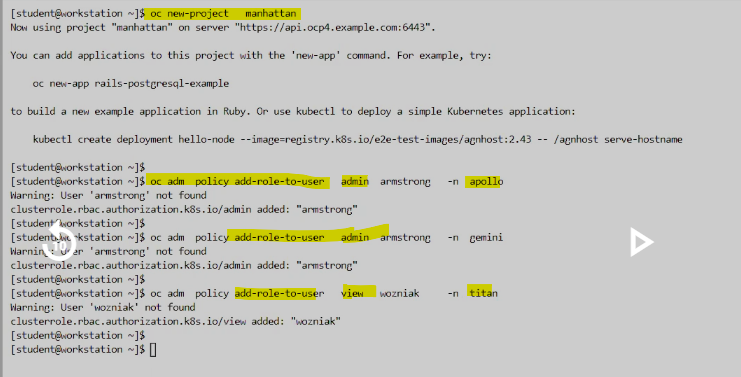 [student@workstation ~]$ oc new-project manhattan
Now using project "manhattan" on server "https://api.ocp4.example.com:6443".
You can add applications to this project with the 'new-app' command. For example, try:
oc new-app rails-postgresql-example
to build a new example application in Ruby. Or use kubectl to deploy a simple Kubernetes application:
kubectl create deployment hello-node --image=registry.k8s.io/e2e-test-images/agnhost:2.43 -- /agnhost serve-hostname
[student@workstation ~]$
[student@workstation ~]$ oc adm policy add-role-to-user admin armstrong -n apollo
Warning: User 'armstrong' not found
clusterrole.rbac.authorization.k8s.io/admin added: "armstrong"
[student@workstation ~]$
[student@workstation ~]$ oc adm policy add-role-to-user admin armstrong -n gemini
Warning: User 'armstrong' not found
clusterrole.rbac.authorization.k8s.io/admin added: "armstrong"
[student@workstation ~]$
[student@workstation ~]$ oc adm policy add-role-to-user view wozniak -n titan
Warning: User 'wozniak' not found
clusterrole.rbac.authorization.k8s.io/view added: "wozniak"
[student@workstation ~]$
[student@workstation ~]$
10